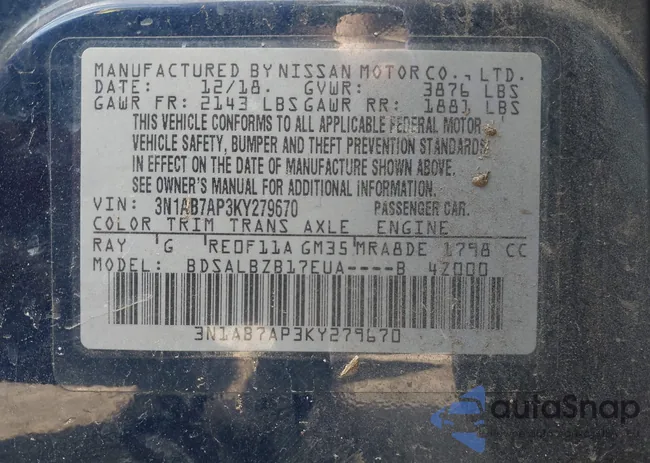 MANUFACTURED BY NISSAN MOTOR CO., LTD.
DATE: 12/18. GVWR: 3876 LBS
GAWR FR: 2143 LBS GAWR RR: 1881 LBS
THIS VEHICLE CONFORMS TO ALL APPLICABLE FEDERAL MOTOR
VEHICLE SAFETY, BUMPER AND THEFT PREVENTION STANDARDS
IN EFFECT ON THE DATE OF MANUFACTURE SHOWN ABOVE.
SEE OWNER'S MANUAL FOR ADDITIONAL INFORMATION.
VIN: 3N1AB7AP3KY279670 PASSENGER CAR.
COLOR TRIM TRANS AXLE ENGINE
RAY G RE0F11A GM35 MRA8DE 1798 CC
MODEL: BDSALBZB17EUA----B 4Z000
3N1AB7AP3KY279670
autoSnap